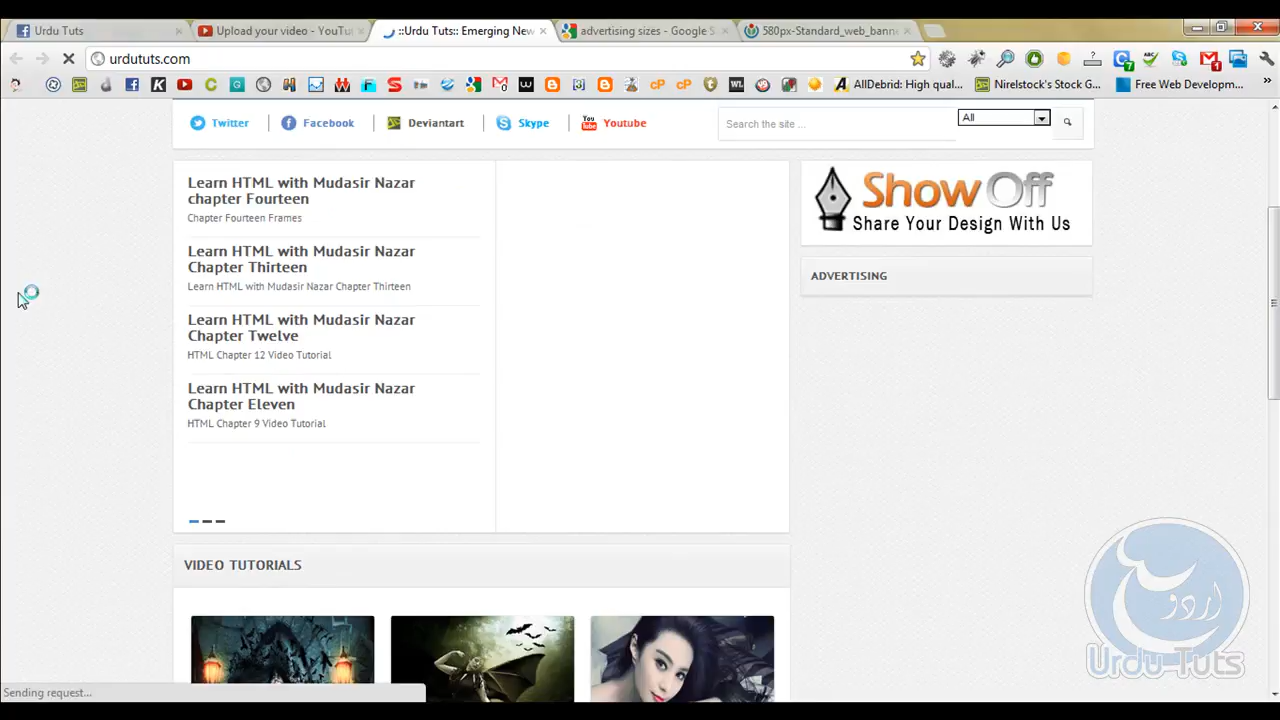 Urdu Tuts
Upload your video - YouTu
::Urdu Tuts:: Emerging New
advertising sizes - Google S
580px-Standard_web_bann
urdututs.com
AllDebrid: High qual...
Nirelstock's Stock G...
Free Web Developm...
Twitter
Facebook
Deviantart
Skype
You Tube
Youtube
Search the site ...
All
Learn HTML with Mudasir Nazar
chapter Fourteen
Chapter Fourteen Frames
Learn HTML with Mudasir Nazar
Chapter Thirteen
Learn HTML with Mudasir Nazar Chapter Thirteen
Learn HTML with Mudasir Nazar
Chapter Twelve
HTML Chapter 12 Video Tutorial
Learn HTML with Mudasir Nazar
Chapter Eleven
HTML Chapter 9 Video Tutorial
Show Off
Share Your Design With Us
ADVERTISING
VIDEO TUTORIALS
اردو
Urdu Tuts
Sending request...